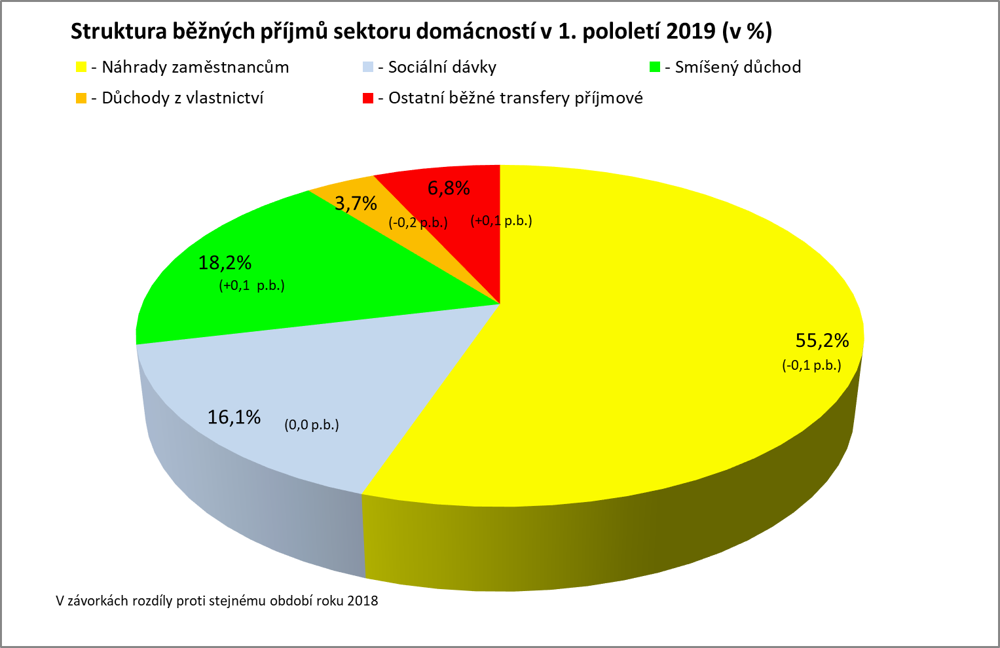 Struktura běžných příjmů sektoru domácností v 1. pololetí 2019 (v %)
- Náhrady zaměstnancům
- Sociální dávky
- Smíšený důchod
- Důchody z vlastnictví
- Ostatní běžné transfery příjmové
6,8%
3,7%
(-0,2 p.b.)
(+0,1 p.b.)
18,2%
(+0,1  p.b.)
55,2%
(-0,1 p.b.)
16,1%
(0,0 p.b.)
V závorkách rozdíly proti stejnému období roku 2018